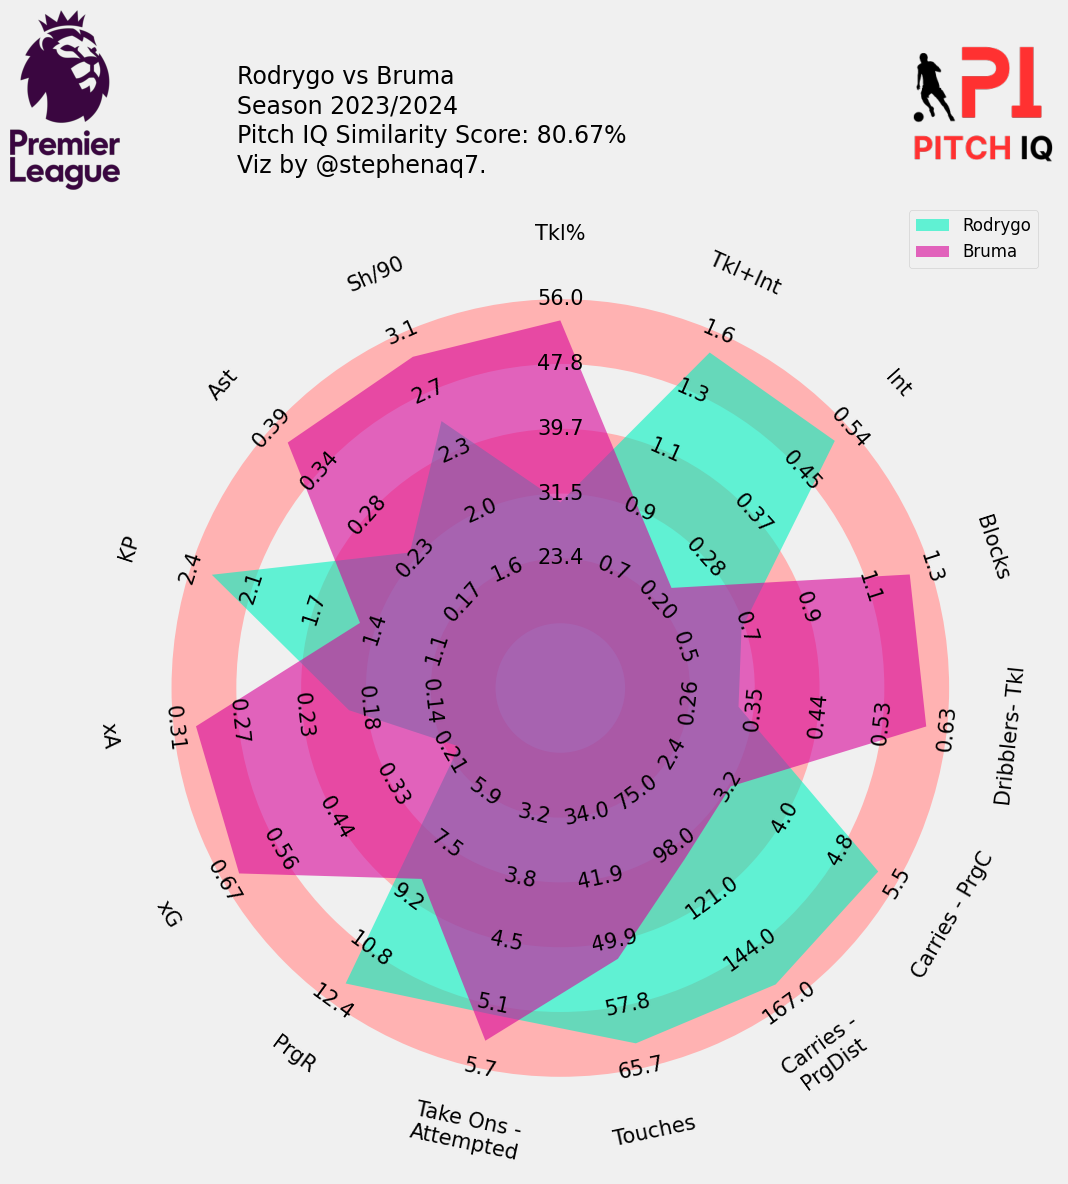 Premier
League
Rodrygo vs Bruma
Season 2023/2024
Pitch IQ Similarity Score: 80.67%
Viz by @stephenaq7.
PI
PITCH IQ
Rodrygo
Bruma
Tkl%
56.0
47.8
39.7
31.5
23.4
Tkl+Int
1.6
1.3
1.1
0.9
0.7
Int
0.54
0.45
0.37
0.28
0.20
Blocks
1.3
1.1
0.9
0.7
0.5
Dribblers- Tkl
0.63
0.53
0.44
0.35
0.26
Carries - PrgC
5.5
4.8
4.0
3.2
2.4
Carries -
PrgDist
167.0
144.0
121.0
98.0
75.0
Touches
65.7
57.8
49.9
41.9
34.0
Take Ons -
Attempted
5.7
5.1
4.5
3.8
3.2
PrgR
12.4
10.8
9.2
7.5
5.9
xG
0.67
0.56
0.44
0.33
0.21
xA
0.31
0.27
0.23
0.18
0.14
KP
2.4
2.1
1.7
1.4
1.1
Ast
0.39
0.34
0.28
0.23
0.17
Sh/90
3.1
2.7
2.3
2.0
1.6